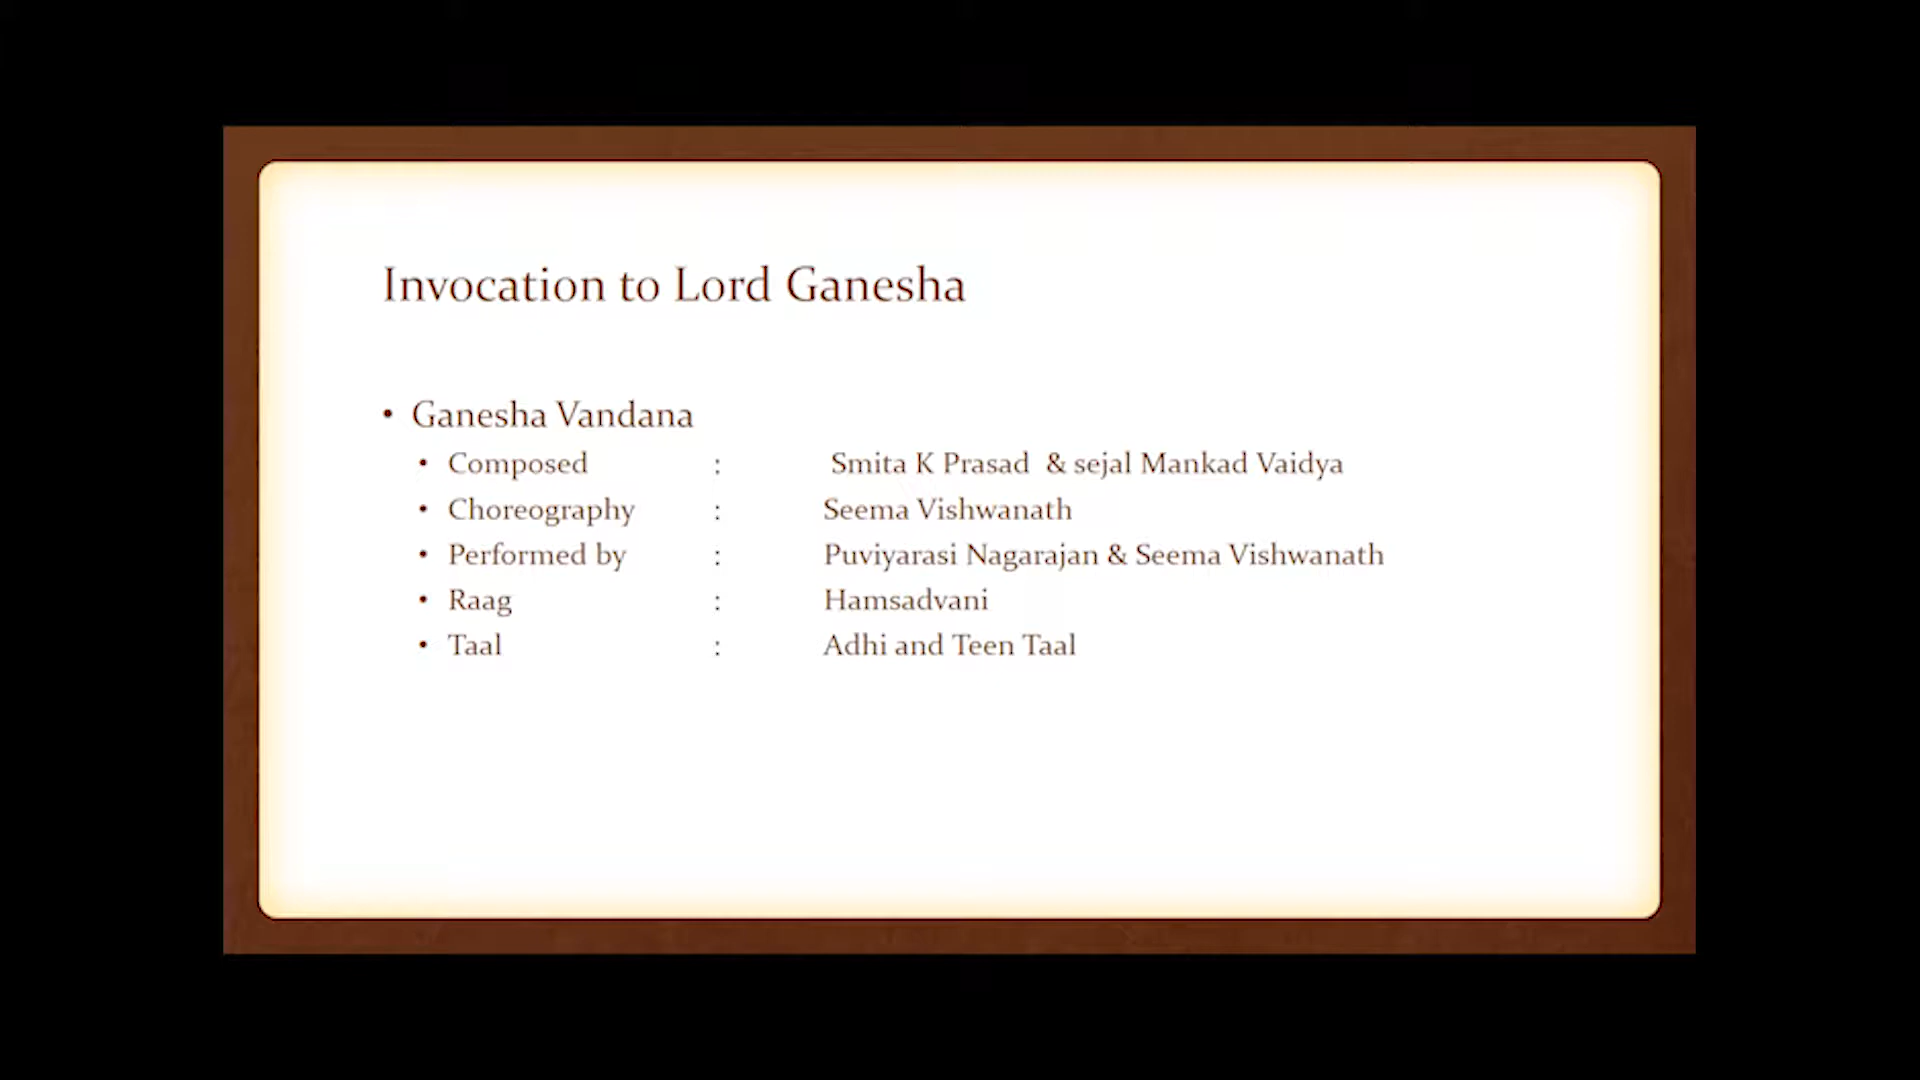 Invocation to Lord Ganesha
• Ganesha Vandana
• Composed : Smita K Prasad & sejal Mankad Vaidya
• Choreography : Seema Vishwanath
• Performed by : Puviyarasi Nagarajan & Seema Vishwanath
• Raag : Hamsadvani
• Taal : Adhi and Teen Taal